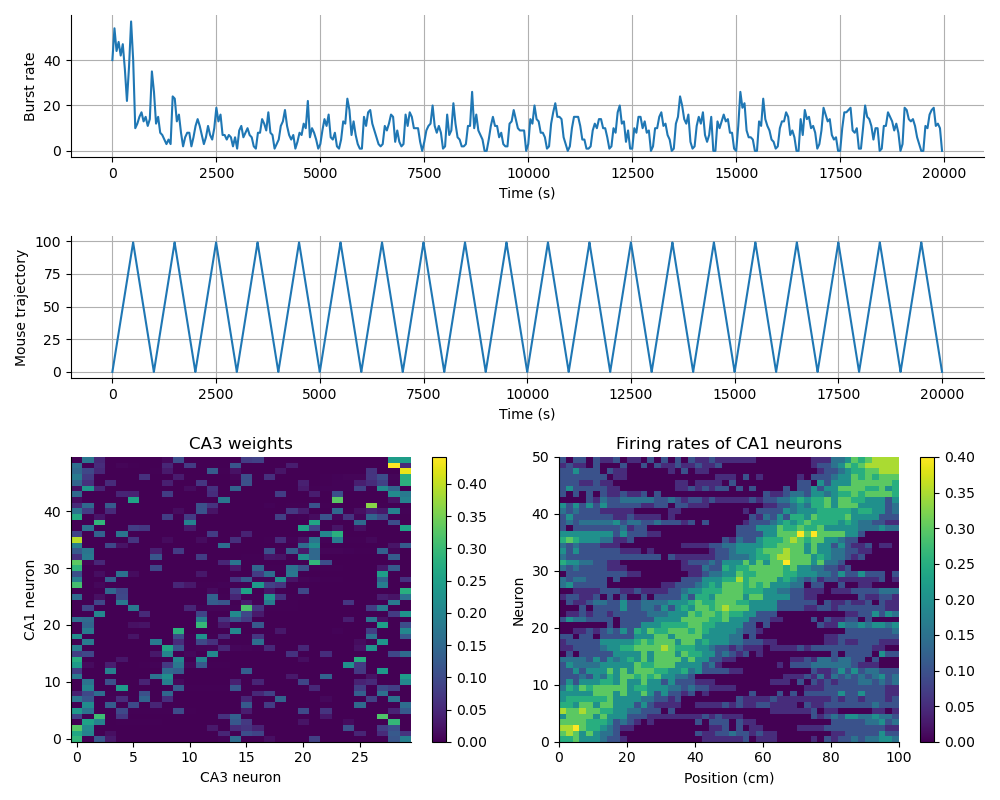 40
20
0
Burst rate
0 2500 5000 7500 10000 12500 15000 17500 20000
Time (s)
100
75
50
25
0
Mouse trajectory
0 2500 5000 7500 10000 12500 15000 17500 20000
Time (s)
CA3 weights
40
30
20
10
0
CA1 neuron
0 5 10 15 20 25
CA3 neuron
0.40
0.35
0.30
0.25
0.20
0.15
0.10
0.05
0.00
Firing rates of CA1 neurons
50
40
30
20
10
0
Neuron
0 20 40 60 80 100
Position (cm)
0.40
0.35
0.30
0.25
0.20
0.15
0.10
0.05
0.00